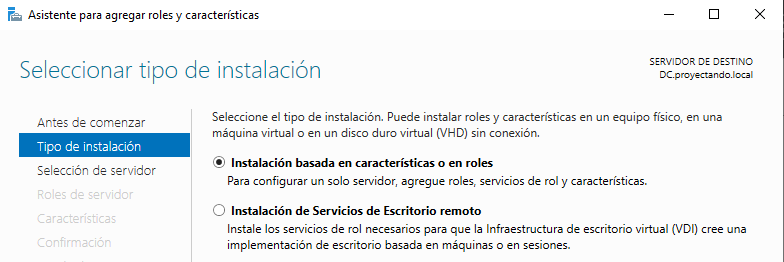 Asistente para agregar roles y características
Seleccionar tipo de instalación
SERVIDOR DE DESTINO
DC.proyectando.local
Antes de comenzar
Tipo de instalación
Selección de servidor
Roles de servidor
Características
Confirmación
Seleccione el tipo de instalación. Puede instalar roles y características en un equipo físico, en una
máquina virtual o en un disco duro virtual (VHD) sin conexión.
Instalación basada en características o en roles
Para configurar un solo servidor, agregue roles, servicios de rol y características.
Instalación de Servicios de Escritorio remoto
Instale los servicios de rol necesarios para que la Infraestructura de escritorio virtual (VDI) cree una
implementación de escritorio basada en máquinas o en sesiones.